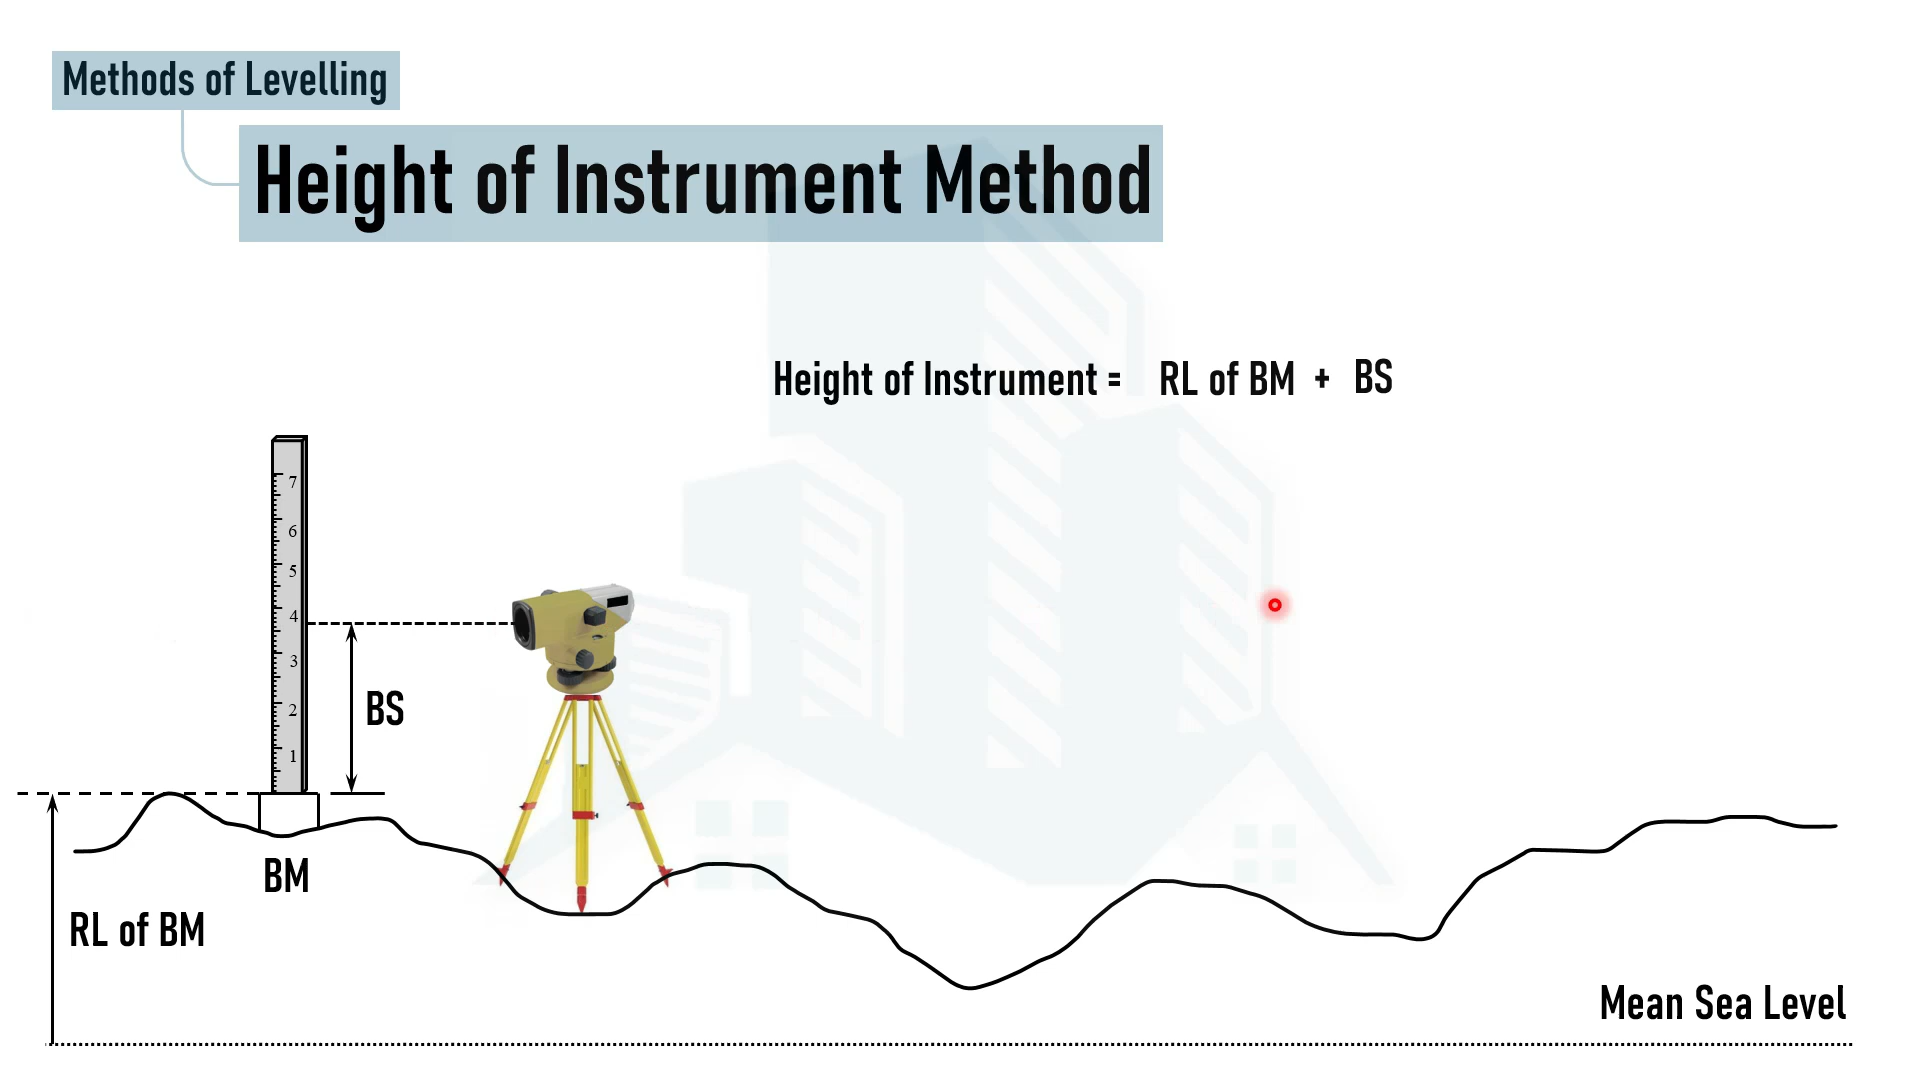 Methods of Levelling
Height of Instrument Method
Height of Instrument = RL of BM + BS
7
6
5
4
3
2
1
BS
BM
RL of BM
Mean Sea Level